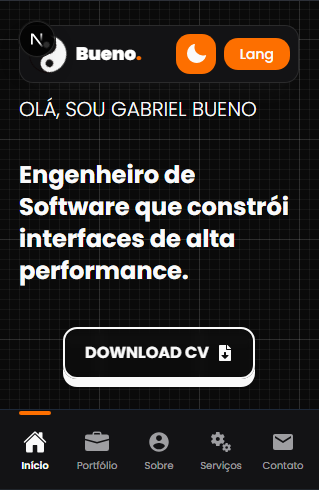 N
Bueno.
Lang
OLÁ, SOU GABRIEL BUENO
Engenheiro de
Software que constrói
interfaces de alta
performance.
DOWNLOAD CV
Início
Portfólio
Sobre
Serviços
Contato